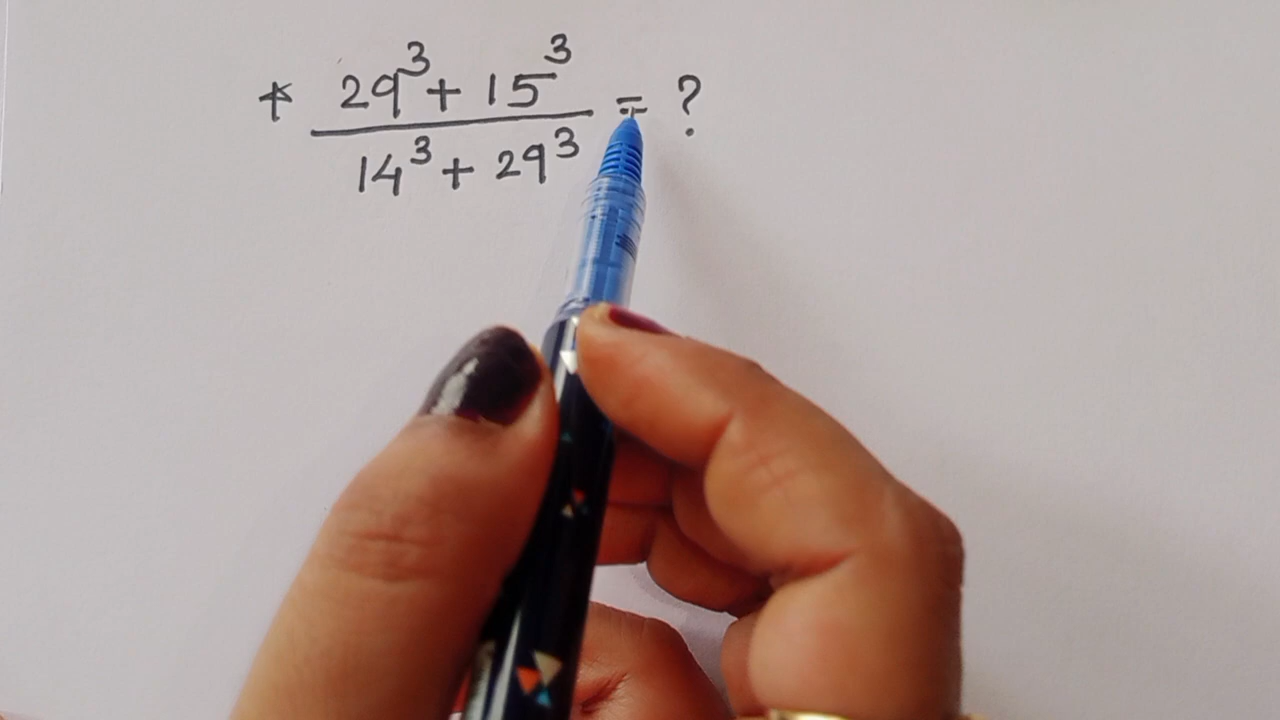 * 29³ + 15³ = ?
14³ + 29³